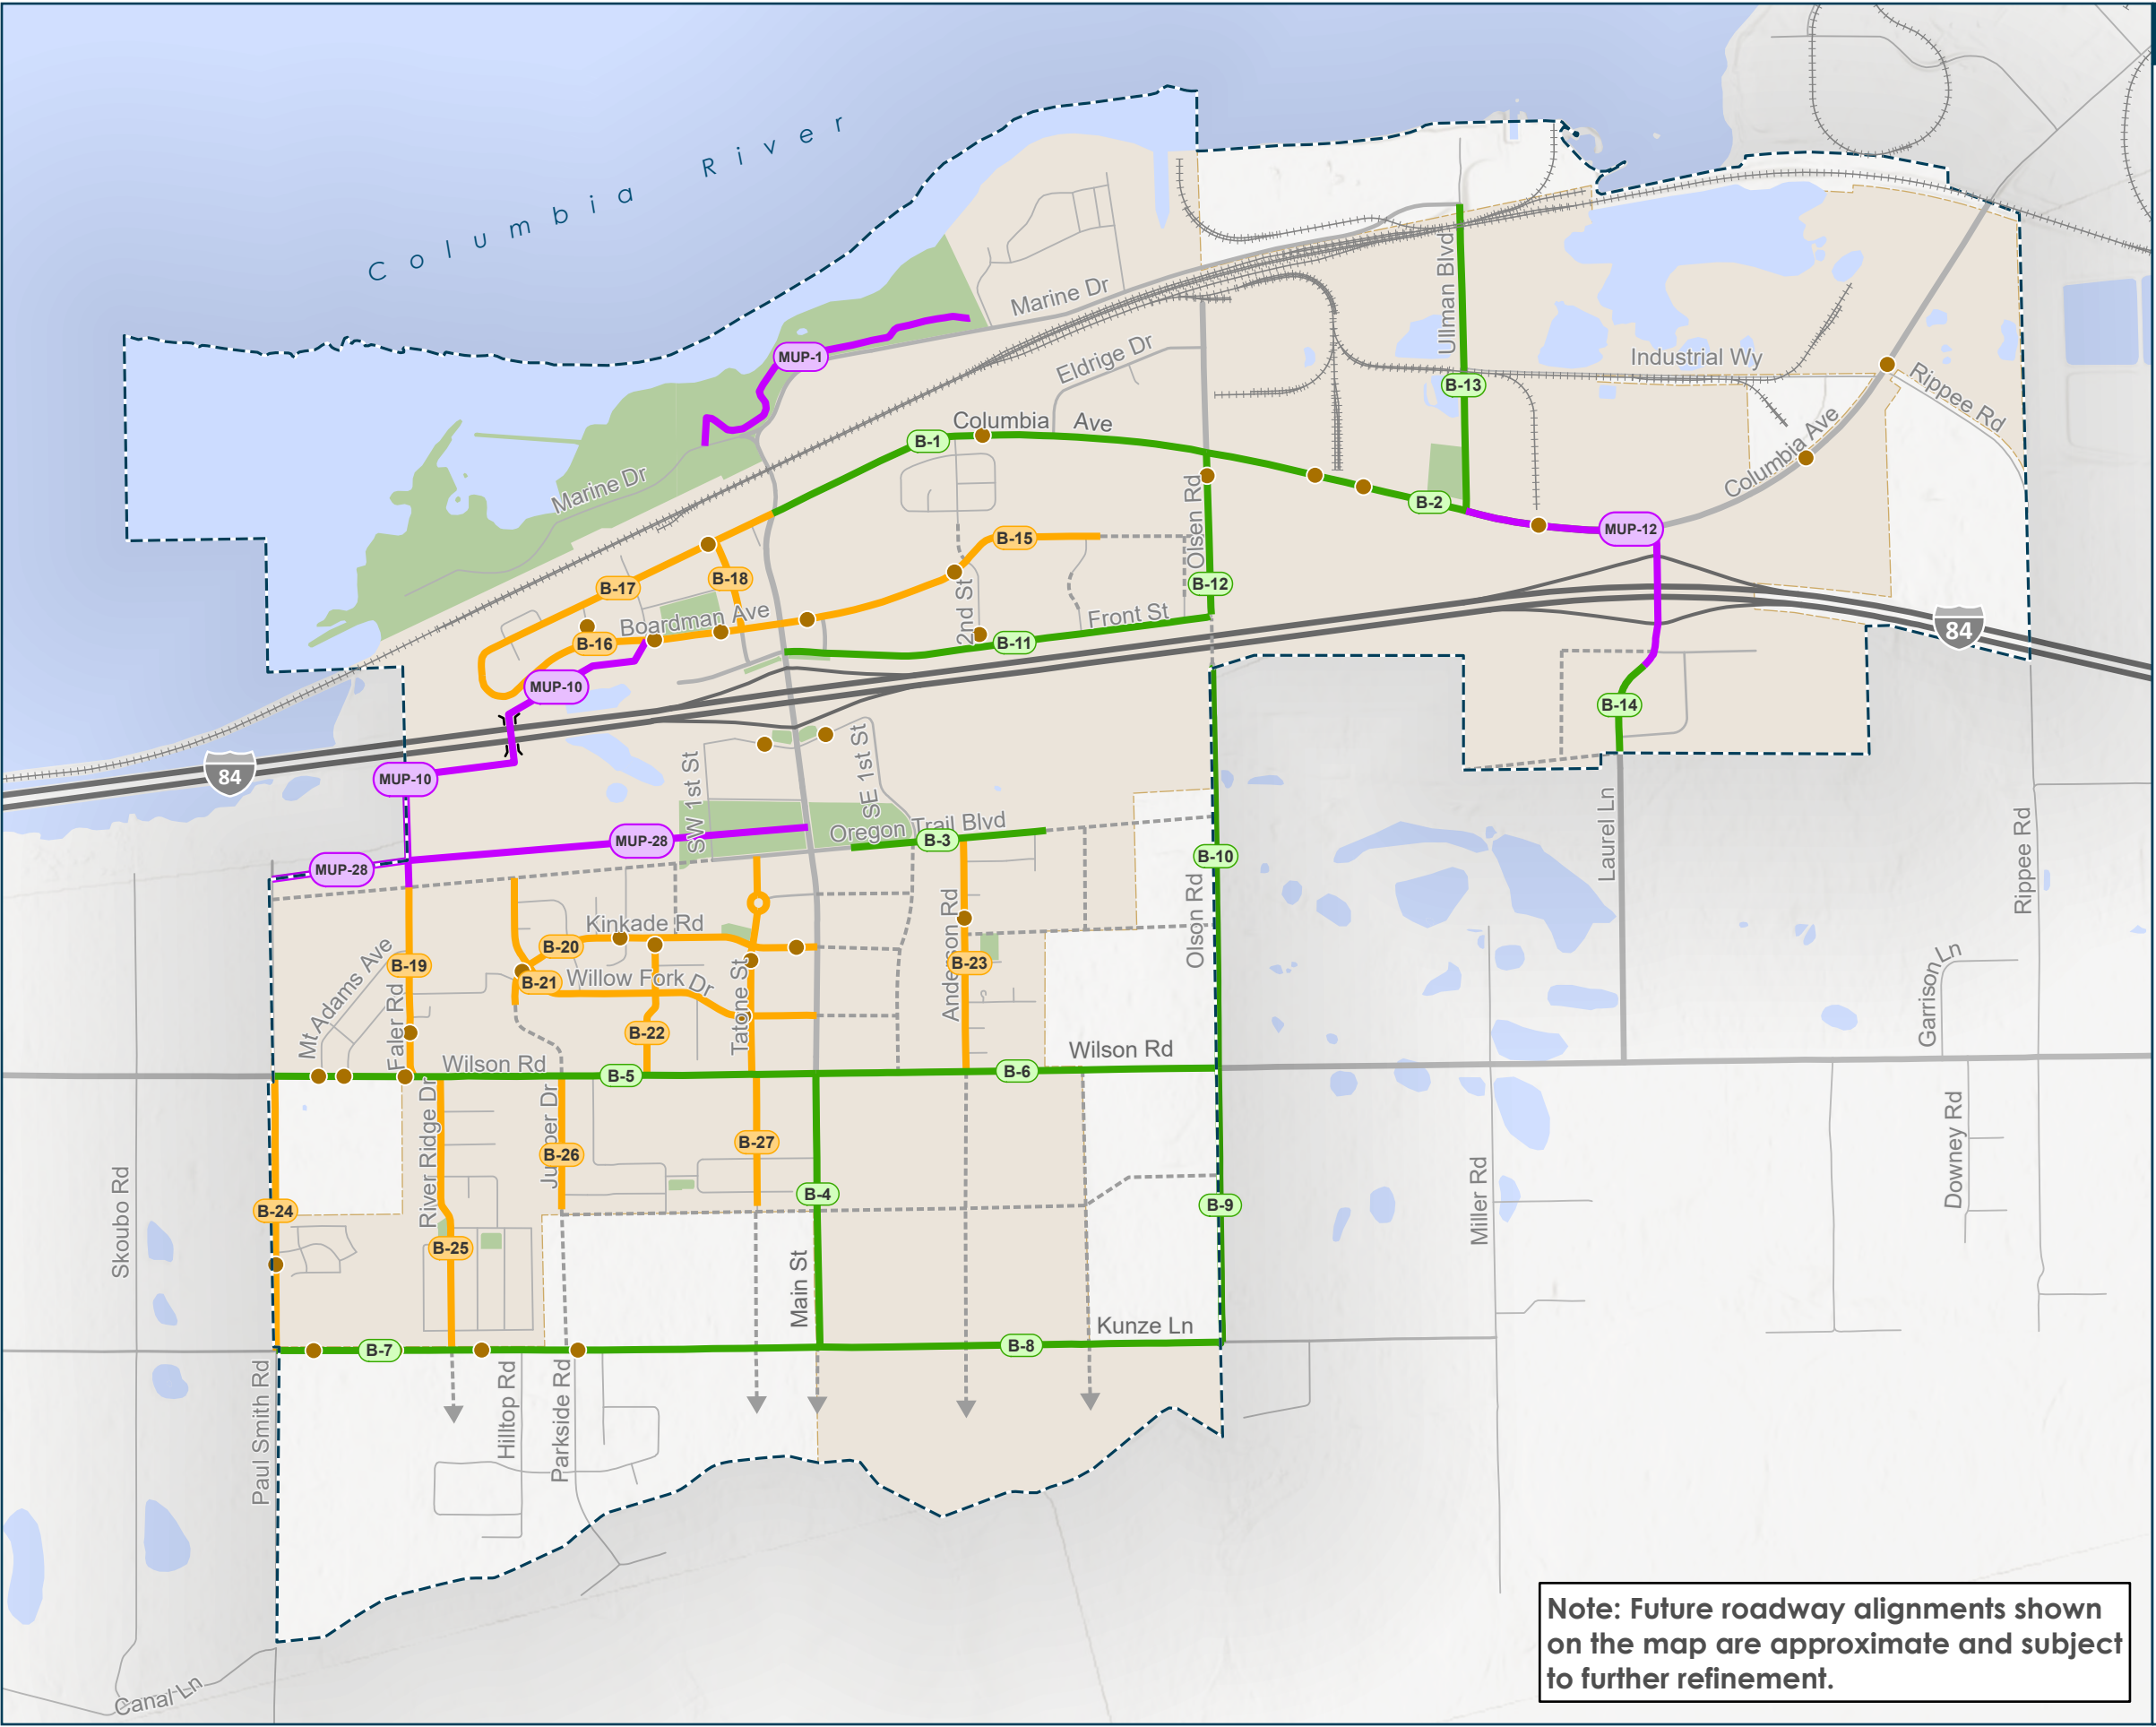 Columbia River
Marine Dr
MUP-1
Eldrige Dr
Ullman Blvd
Industrial Wy
B-13
Rippee Rd
Columbia Ave
B-1
Columbia Ave
Marine Dr
Olsen Rd
B-2
MUP-12
B-15
B-18
B-17
B-12
2nd St
Boardman Ave
Front St
B-16
B-11
84
MUP-10
B-14
84
MUP-10
SW 1st St
SE 1st St
Oregon Trail Blvd
MUP-28
B-3
MUP-28
B-10
Laurel Ln
Rippee Rd
Kinkade Rd
Anderson Rd
Olson Rd
B-20
B-19
B-23
Mt Adams Ave
B-21
Willow Fork Dr
Tatone St
Faler Rd
B-22
Garrison Ln
Wilson Rd
B-5
B-6
Wilson Rd
River Ridge Dr
Juniper Dr
B-27
B-26
Downey Rd
Skoubo Rd
B-24
B-4
B-9
Miller Rd
B-25
Main St
Kunze Ln
B-7
B-8
Paul Smith Rd
Hilltop Rd
Parkside Rd
Canal Ln
Note: Future roadway alignments shown
on the map are approximate and subject
to further refinement.